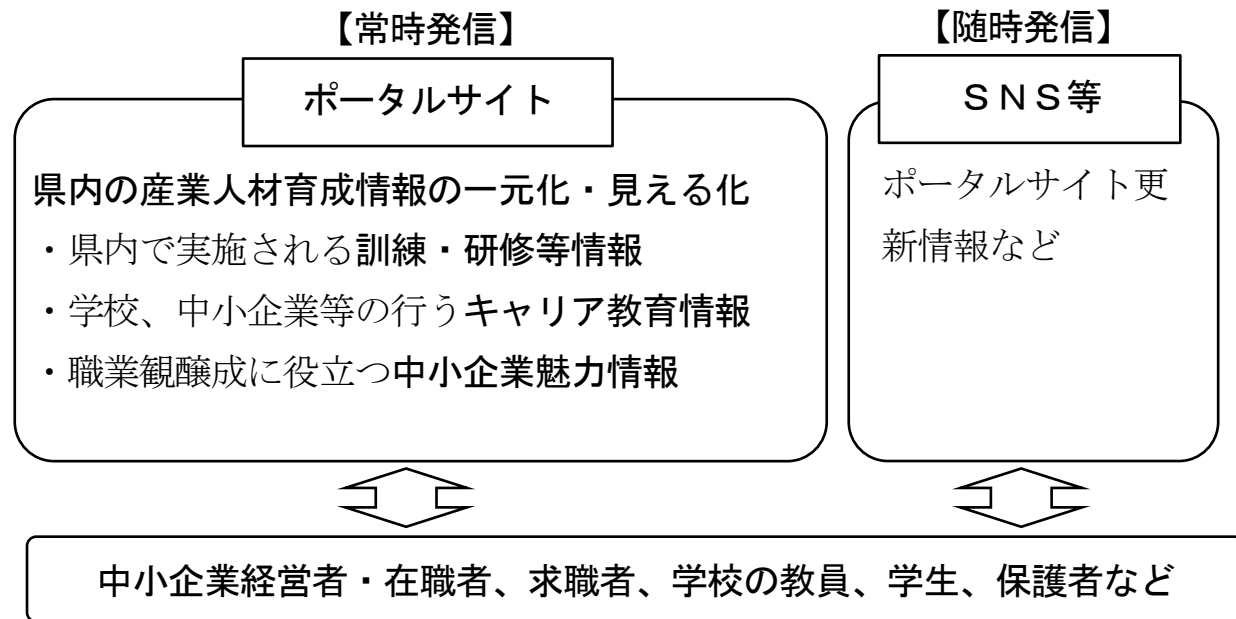 【常時発信】
ポータルサイト
県内の産業人材育成情報の一元化・見える化
・県内で実施される訓練・研修等情報
・学校、中小企業等の行うキャリア教育情報
・職業観醸成に役立つ中小企業魅力情報
【随時発信】
ＳＮＳ等
ポータルサイト更
新情報など
中小企業経営者・在職者、求職者、学校の教員、学生、保護者など